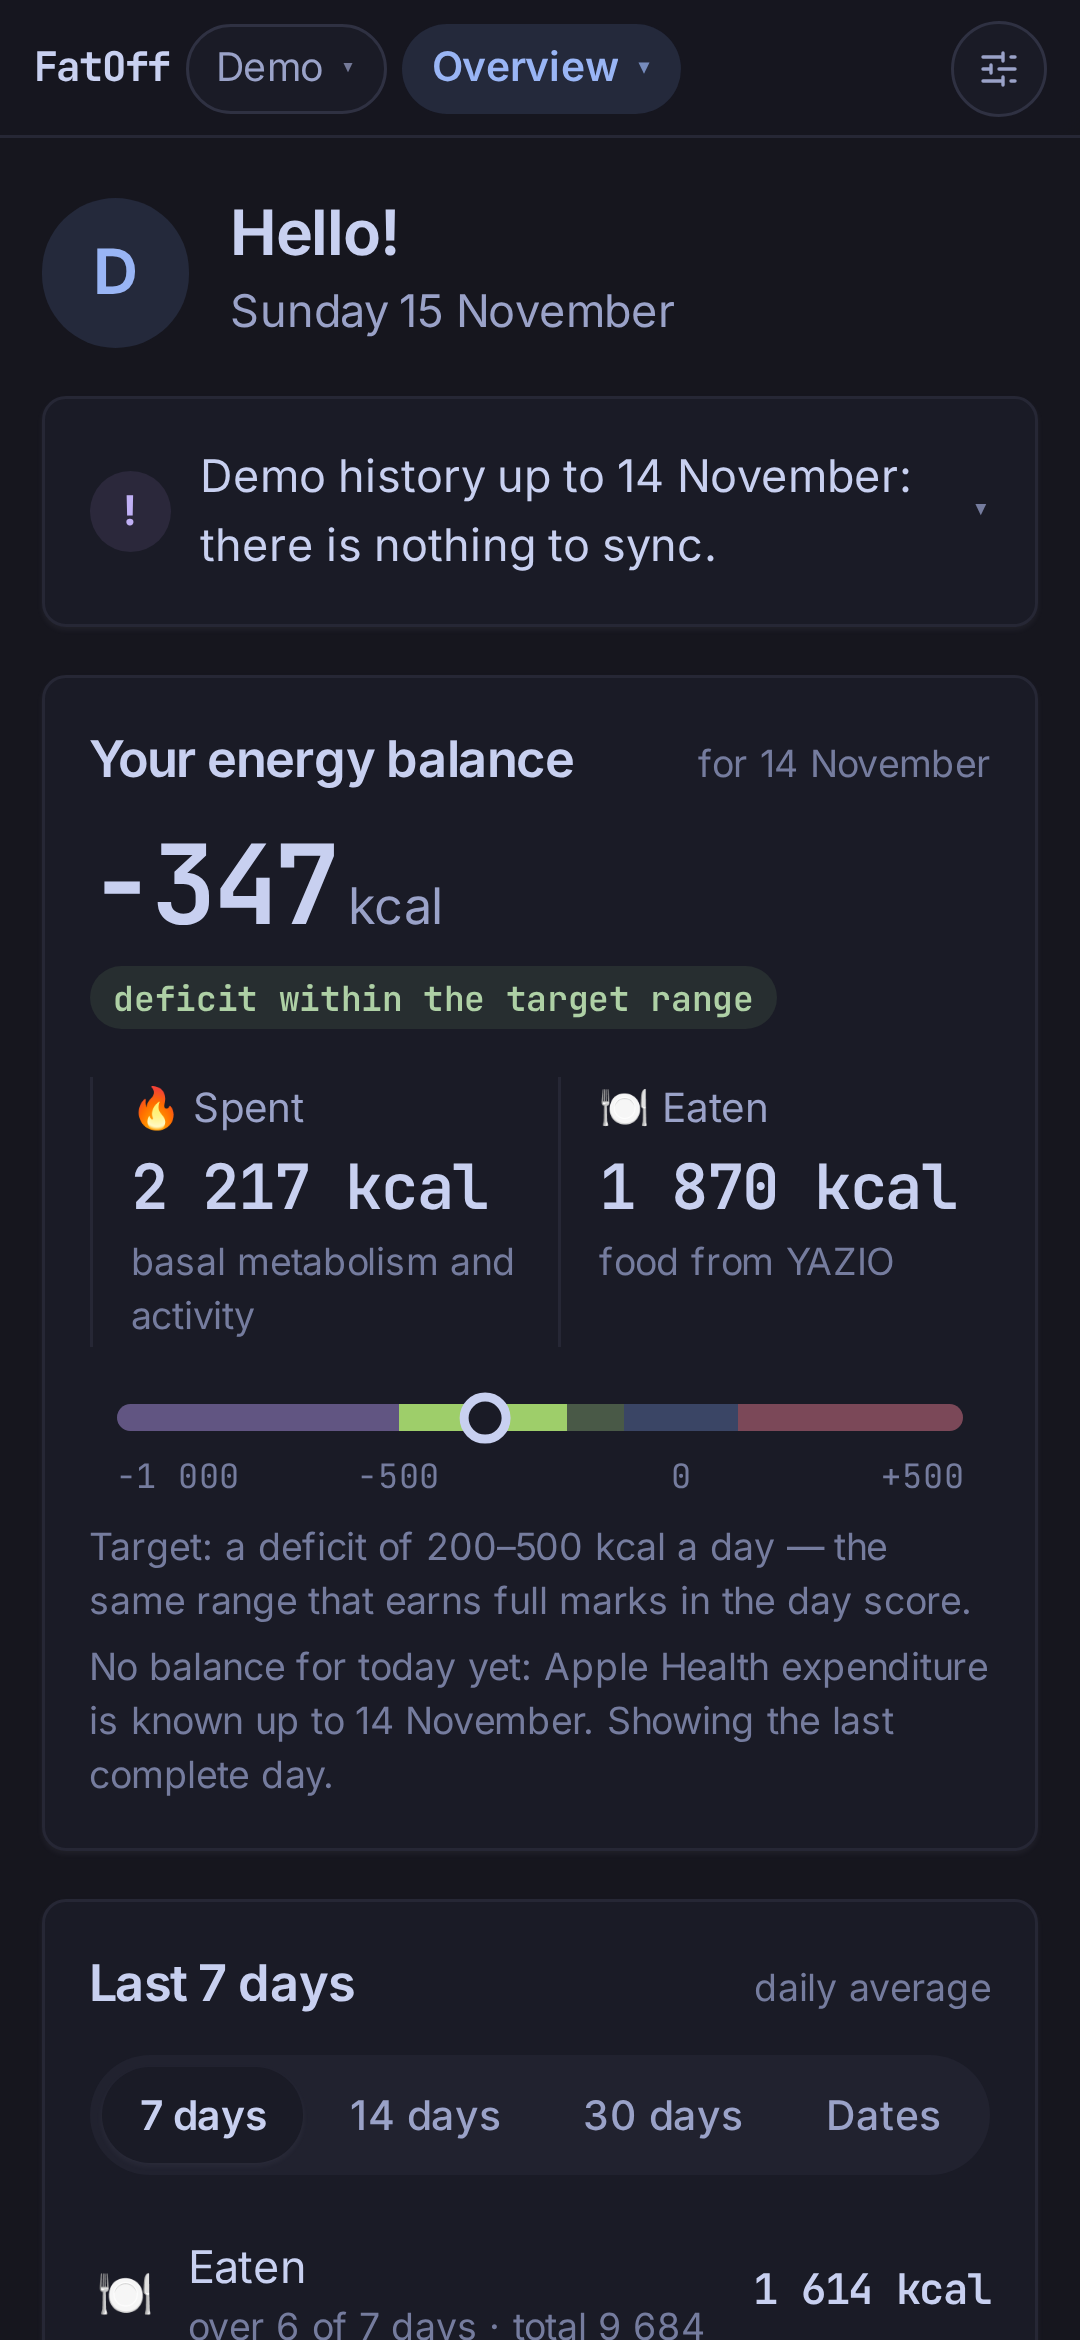 FatOff Demo ▾ Overview ▾
D
Hello!
Sunday 15 November
!
Demo history up to 14 November:
there is nothing to sync.
Your energy balance for 14 November
-347 kcal
deficit within the target range
🔥 Spent
2 217 kcal
basal metabolism and
activity
🍽️ Eaten
1 870 kcal
food from YAZIO
-1 000 -500 0 +500
Target: a deficit of 200–500 kcal a day — the
same range that earns full marks in the day score.
No balance for today yet: Apple Health expenditure
is known up to 14 November. Showing the last
complete day.
Last 7 days daily average
7 days 14 days 30 days Dates
🍽️ Eaten 1 614 kcal
over 6 of 7 days · total 9 684